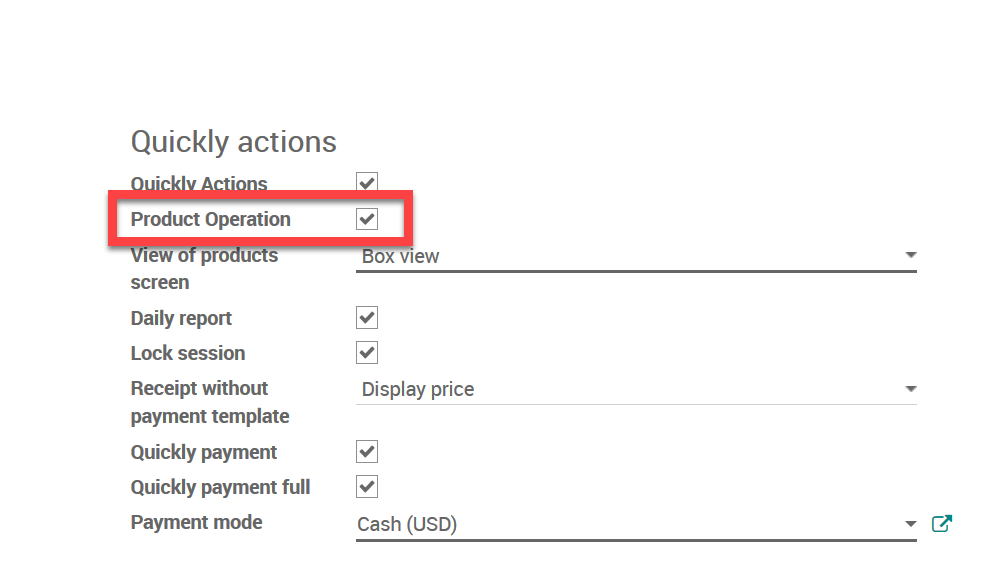 Quickly actions
Quickly Actions
Product Operation
View of products
screen
Box view
Daily report
Lock session
Receipt without
payment template
Display price
Quickly payment
Quickly payment full
Payment mode
Cash (USD)